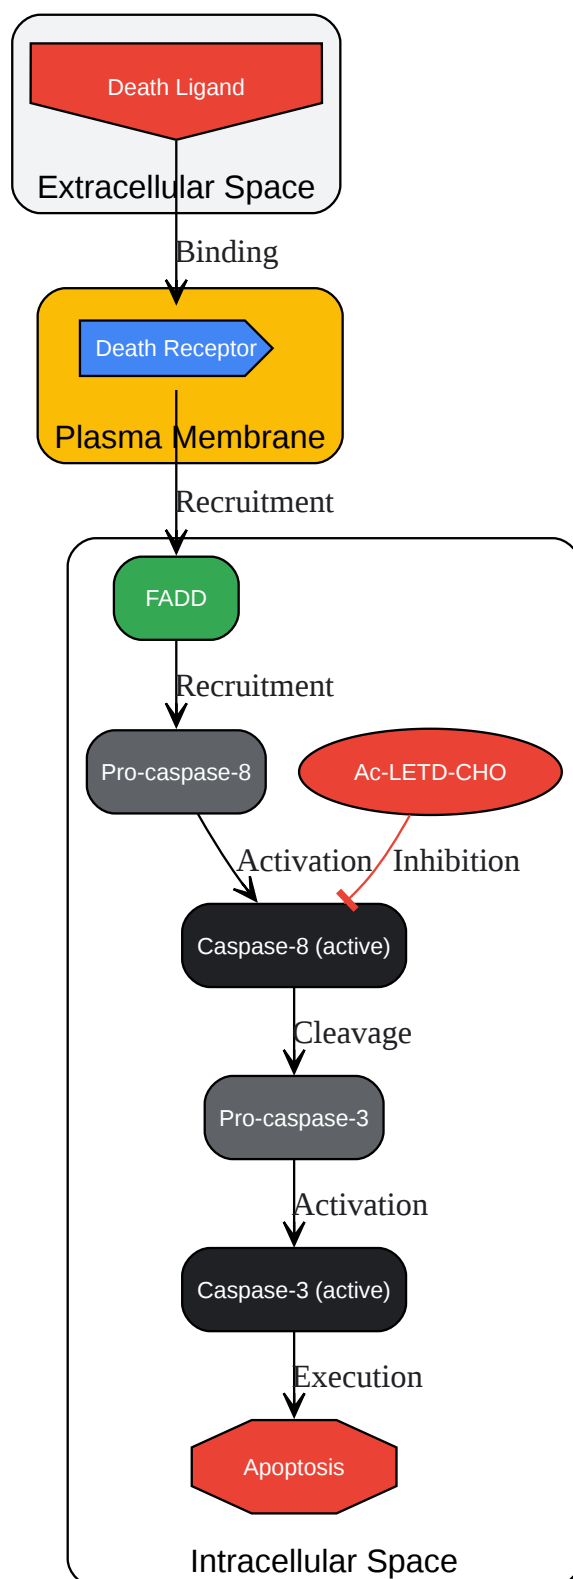 Death Ligand
Extracellular Space
Binding
Death Receptor
Plasma Membrane
Recruitment
FADD
Recruitment
Pro-caspase-8
Ac-LETD-CHO
Activation
Inhibition
Caspase-8 (active)
Cleavage
Pro-caspase-3
Activation
Caspase-3 (active)
Execution
Apoptosis
Intracellular Space